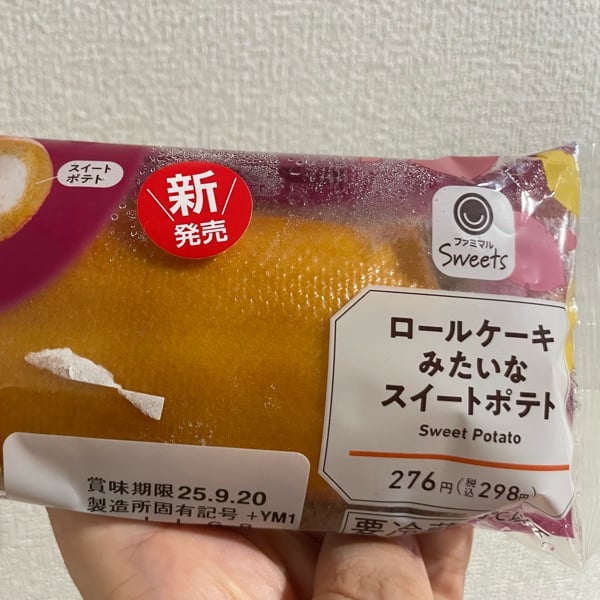 スイート
ポテト
新
発売
ファミマル
Sweets
ロールケーキ
みたいな
スイートポテト
Sweet Potato
276円(税込298円)
賞味期限25.9.20
製造所固有記号 +YM1
要冷